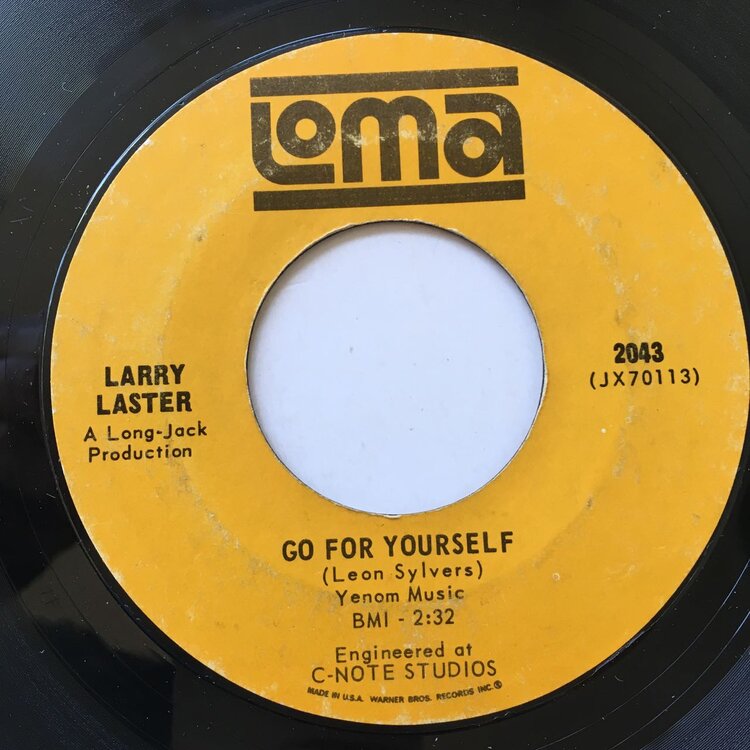 Loma
LARRY
LASTER
A Long-Jack
Production
2043
(JX70113)
GO FOR YOURSELF
(Leon Sylvers)
Yenom Music
BMI - 2:32
Engineered at
C-NOTE STUDIOS
MADE IN U.S.A. WARNER BROS. RECORDS INC.®